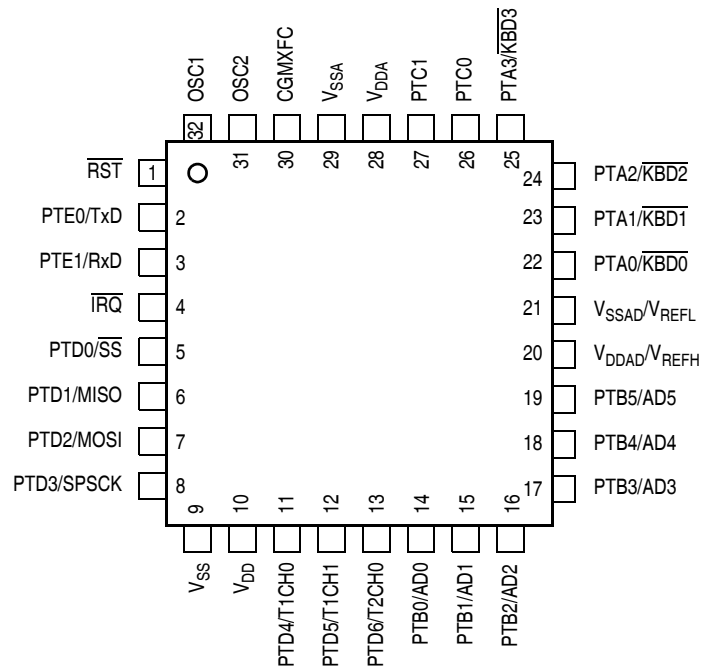 OSC1
OSC2
CGMXFC
VSSA
VDDA
PTC1
PTC0
PTA3/KBD3
32
31
30
29
28
27
26
25
RST
1
PTE0/TxD
2
PTE1/RxD
3
IRQ
4
PTD0/SS
5
PTD1/MISO
6
PTD2/MOSI
7
PTD3/SPSCK
8
24
PTA2/KBD2
23
PTA1/KBD1
22
PTA0/KBD0
21
VSSAD/VREFL
20
VDDAD/VREFH
19
PTB5/AD5
18
PTB4/AD4
17
PTB3/AD3
9
10
11
12
13
14
15
16
VSS
VDD
PTD4/T1CH0
PTD5/T1CH1
PTD6/T2CH0
PTB0/AD0
PTB1/AD1
PTB2/AD2